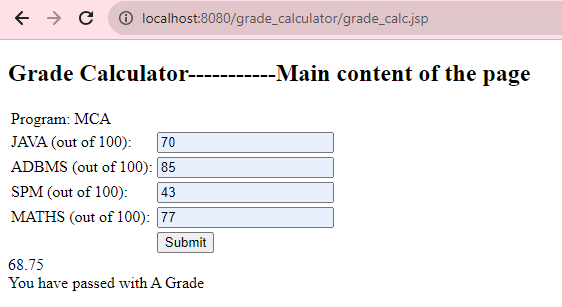 localhost:8080/grade_calculator/grade_calc.jsp
Grade Calculator-----------Main content of the page
Program: MCA
JAVA (out of 100): 70
ADBMS (out of 100): 85
SPM (out of 100): 43
MATHS (out of 100): 77
Submit
68.75
You have passed with A Grade